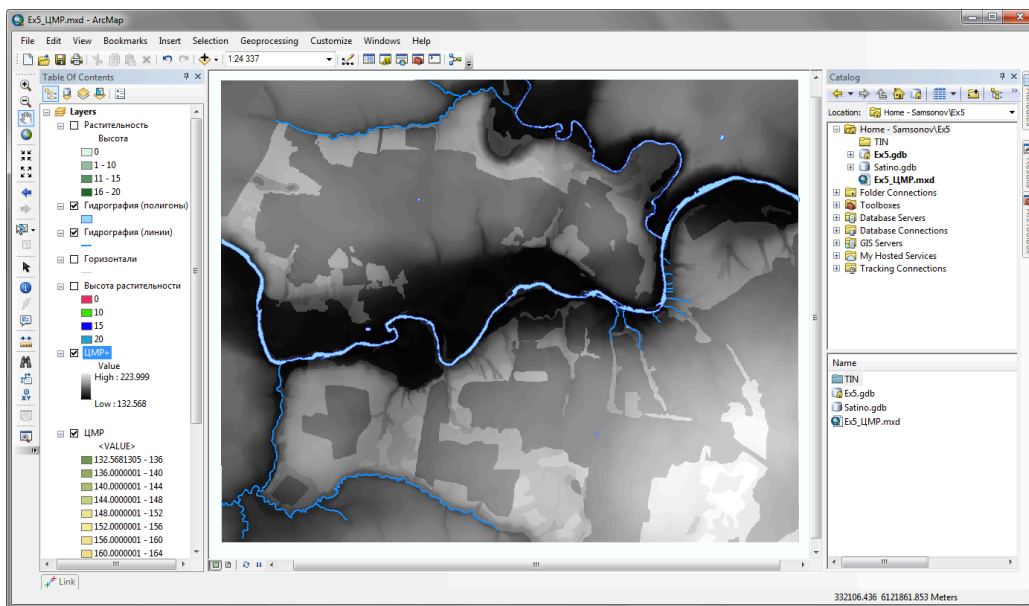 Ex5_ЦМР.mxd - ArcMap
File Edit View Bookmarks Insert Selection Geoprocessing Customize Windows Help
1:24 337
Table Of Contents
Layers
Растительность
Высота
0
1 - 10
11 - 15
16 - 20
Гидрография (полигоны)
Гидрография (линии)
Горизонтали
Высота растительности
0
10
15
20
ЦМР+
Value
High : 223.999
Low : 132.568
ЦМР
<VALUE>
132.5681305 - 136
136.0000001 - 140
140.0000001 - 144
144.0000001 - 148
148.0000001 - 152
152.0000001 - 156
156.0000001 - 160
160.0000001 - 164
Link
Catalog
Location: Home - Samsonov\Ex5
Home - Samsonov\Ex5
TIN
Ex5.gdb
Satino.gdb
Ex5_ЦМР.mxd
Folder Connections
Toolboxes
Database Servers
Database Connections
GIS Servers
My Hosted Services
Tracking Connections
Name
TIN
Ex5.gdb
Satino.gdb
Ex5_ЦМР.mxd
332106.436 6121861.853 Meters